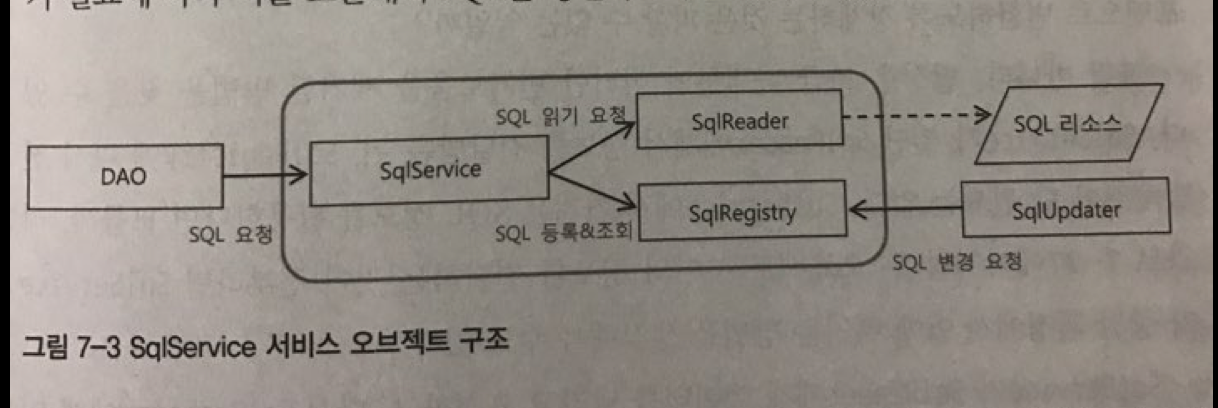 SQL 읽기 요청
SqlReader
SQL 리소스
DAO
SqlService
SQL 요청
SQL 등록&조회
SqlRegistry
SqlUpdater
SQL 변경 요청
그림 7-3 SqlService 서비스 오브젝트 구조